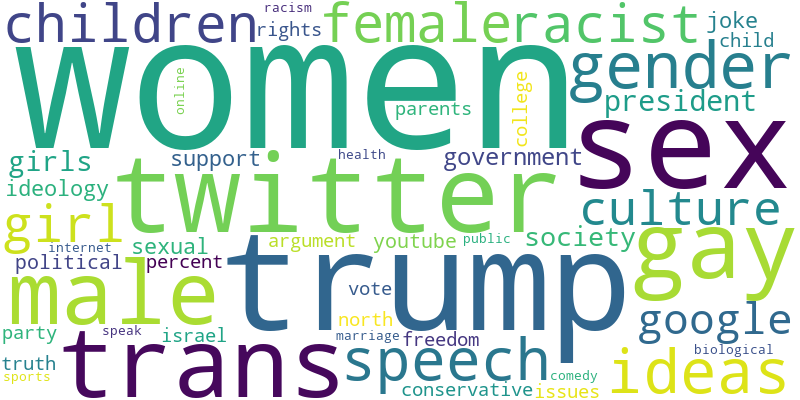 children
racism
rights
female
racist
joke
child
women
online
parents
college
gender
president
sex
girls
support
health
government
ideology
twitter
culture
girl
internet
sexual
argument
youtube
public
society
gay
political
percent
trump
male
vote
north
google
party
speak
israel
marriage
freedom
biological
truth
sports
trans
speech
comedy
ideas
conservative
issues